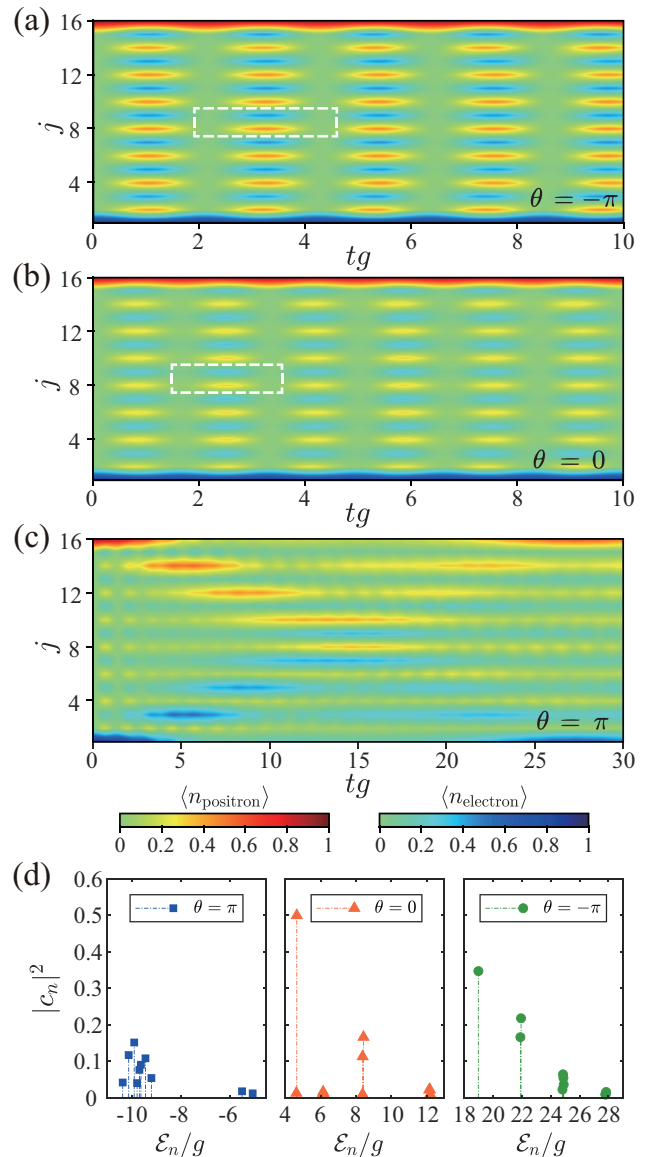 (a)
16
12
8
4
j
θ = −π
0 2 4 6 8 10
tg
(b)
16
12
8
4
j
θ = 0
0 2 4 6 8 10
tg
(c)
16
12
8
4
j
θ = π
0 5 10 15 20 25 30
tg
⟨n_positron⟩ ⟨n_electron⟩
0 0.2 0.4 0.6 0.8 1 0 0.2 0.4 0.6 0.8 1
(d)
0.6
0.5
0.4
0.3
0.2
0.1
0
|c_n|²
θ = π θ = 0 θ = −π
-10 -8 -6 4 6 8 10 12 18 20 22 24 26 28
ℰ_n/g ℰ_n/g ℰ_n/g